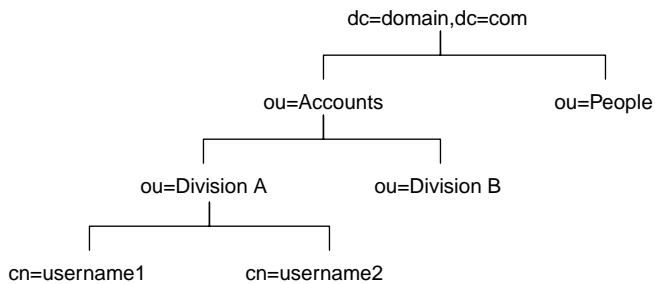 dc=domain,dc=com
ou=Accounts
ou=People
ou=Division A
ou=Division B
cn=username1
cn=username2